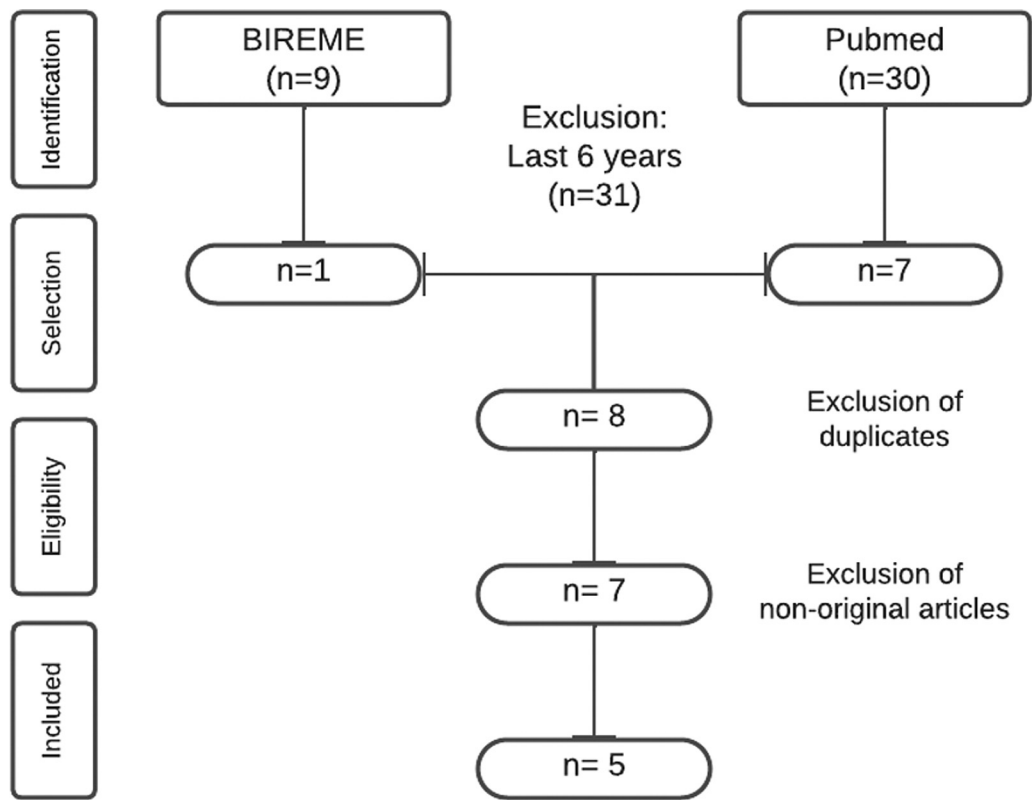 Identification
BIREME
(n=9)
Pubmed
(n=30)
Exclusion:
Last 6 years
(n=31)
Selection
n=1
n=7
n= 8
Exclusion of
duplicates
Eligibility
n= 7
Exclusion of
non-original articles
Included
n= 5